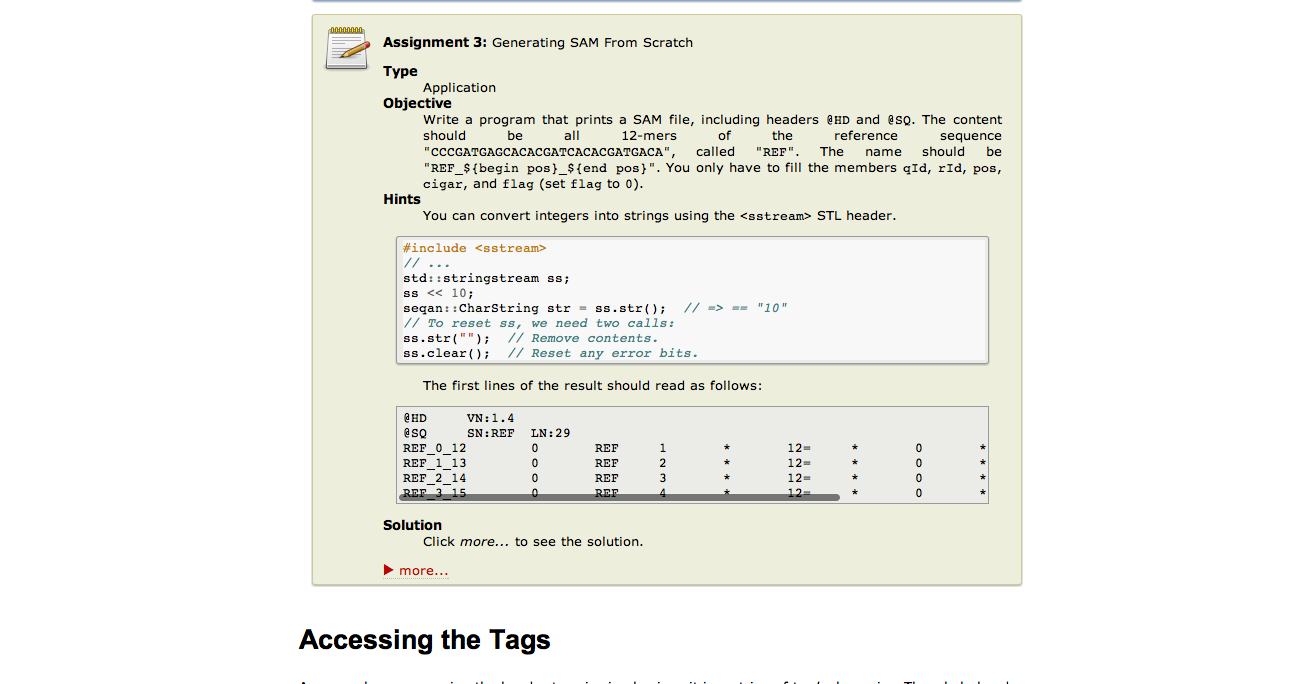 Assignment 3: Generating SAM From Scratch
Type
Application
Objective
Write a program that prints a SAM file, including headers @HD and @SQ. The content
should be all 12-mers of the reference sequence
"CCCGATGAGCACACGATCACACGATGACA", called "REF". The name should be
"REF_${begin pos}_${end pos}". You only have to fill the members qId, rId, pos,
cigar, and flag (set flag to 0).
Hints
You can convert integers into strings using the <sstream> STL header.
#include <sstream>
// ...
std::stringstream ss;
ss << 10;
seqan::CharString str = ss.str();  // => == "10"
// To reset ss, we need two calls:
ss.str("");  // Remove contents.
ss.clear();  // Reset any error bits.
The first lines of the result should read as follows:
@HD     VN:1.4
@SQ     SN:REF  LN:29
REF_0_12        0       REF     1       *       12=     *       0       *
REF_1_13        0       REF     2       *       12=     *       0       *
REF_2_14        0       REF     3       *       12=     *       0       *
REF_3_15        0       REF     4       *       12=     *       0       *
Solution
Click more... to see the solution.
more...
Accessing the Tags